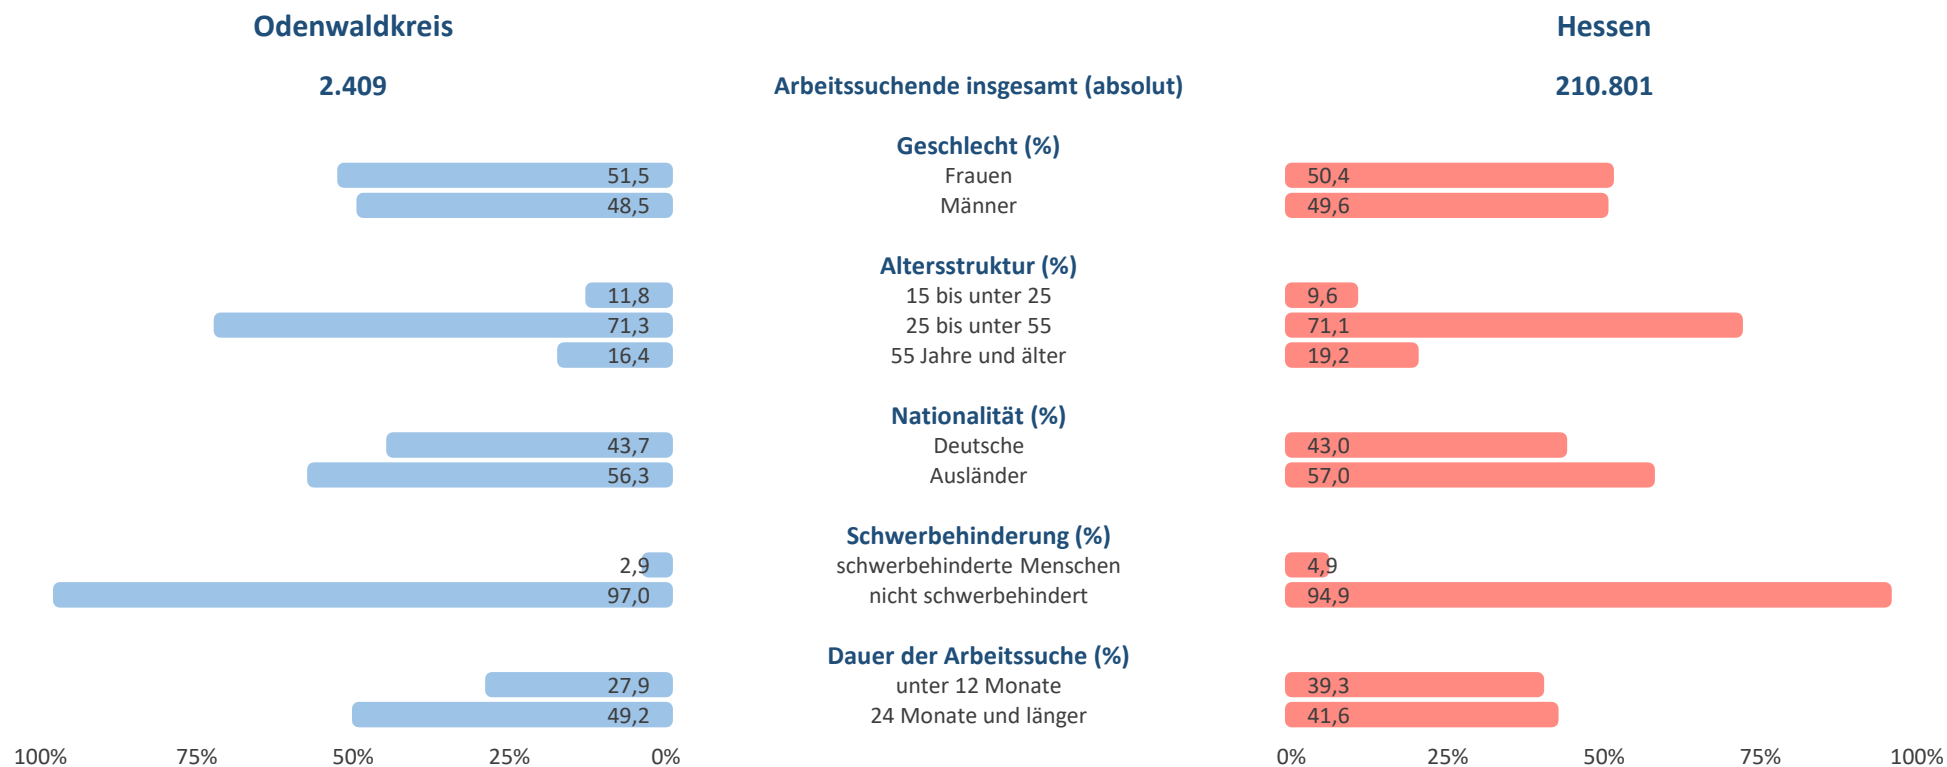 Odenwaldkreis Hessen
2.409 Arbeitssuchende insgesamt (absolut) 210.801
Geschlecht (%)
51,5 Frauen 50,4
48,5 Männer 49,6
Altersstruktur (%)
11,8 15 bis unter 25 9,6
71,3 25 bis unter 55 71,1
16,4 55 Jahre und älter 19,2
Nationalität (%)
43,7 Deutsche 43,0
56,3 Ausländer 57,0
Schwerbehinderung (%)
2,9 schwerbehinderte Menschen 4,9
97,0 nicht schwerbehindert 94,9
Dauer der Arbeitssuche (%)
27,9 unter 12 Monate 39,3
49,2 24 Monate und länger 41,6
100% 75% 50% 25% 0% 0% 25% 50% 75% 100%